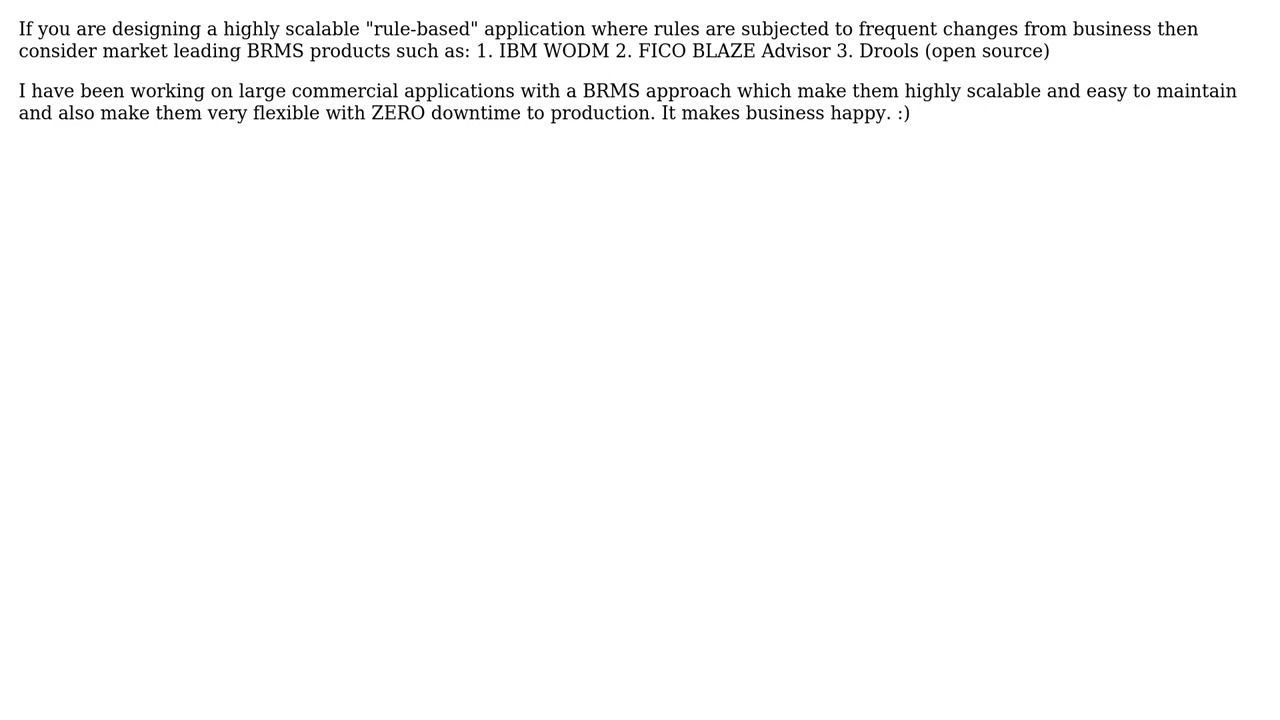 If you are designing a highly scalable "rule-based" application where rules are subjected to frequent changes from business then
consider market leading BRMS products such as: 1. IBM WODM 2. FICO BLAZE Advisor 3. Drools (open source)
I have been working on large commercial applications with a BRMS approach which make them highly scalable and easy to maintain
and also make them very flexible with ZERO downtime to production. It makes business happy. :)